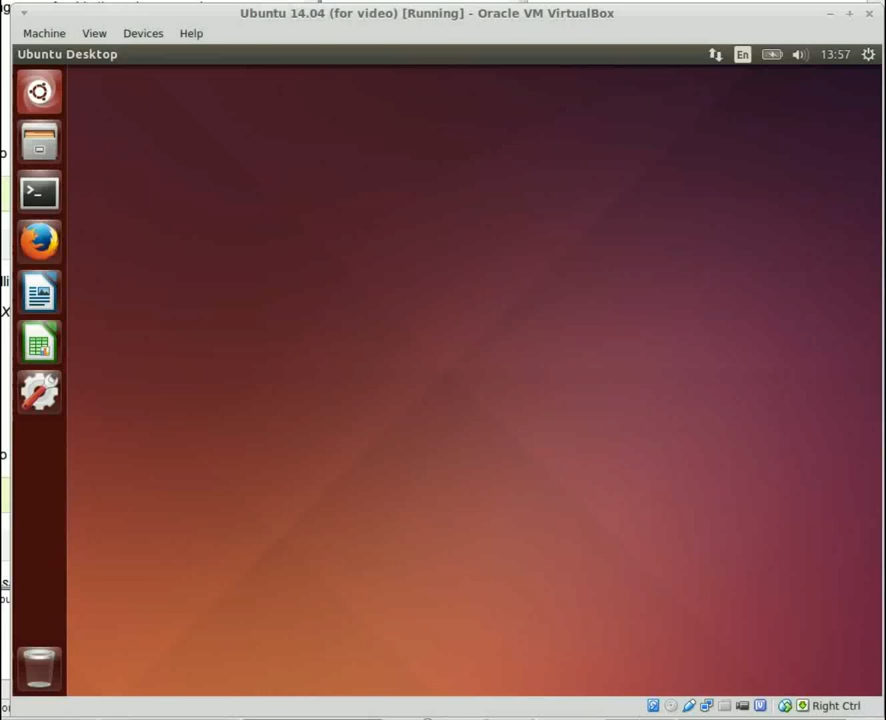 Ubuntu 14.04 (for video) [Running] - Oracle VM VirtualBox
Machine View Devices Help
Ubuntu Desktop En 13:57
>_
Right Ctrl